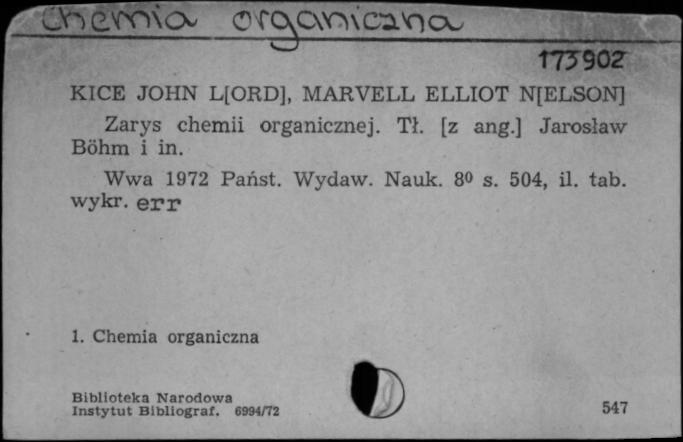 Chemia organiczna
173902
KICE JOHN L[ORD], MARVELL ELLIOT N[ELSON]
Zarys chemii organicznej. Tł. [z ang.] Jarosław
Böhm i in.
Wwa 1972 Państ. Wydaw. Nauk. 8⁰ s. 504, il. tab.
wykr. err
1. Chemia organiczna
Biblioteka Narodowa
Instytut Bibliograf. 6994/72
547